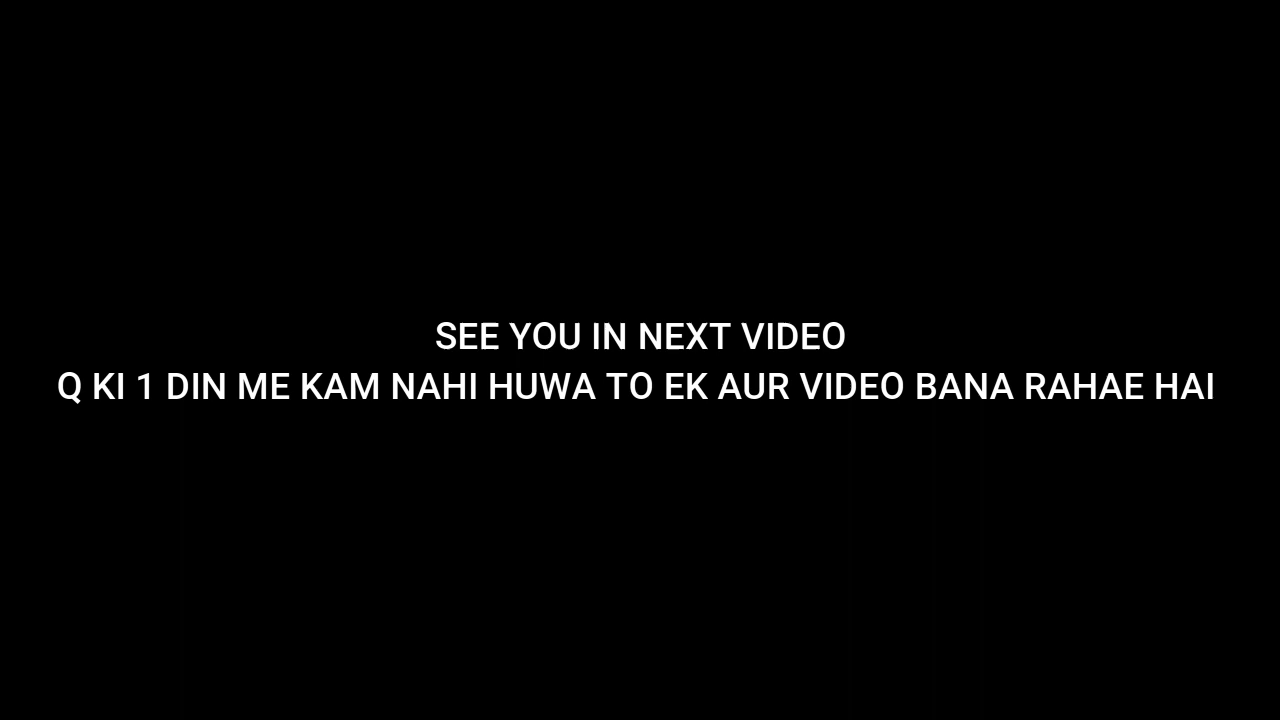 SEE YOU IN NEXT VIDEO
Q KI 1 DIN ME KAM NAHI HUWA TO EK AUR VIDEO BANA RAHAE HAI